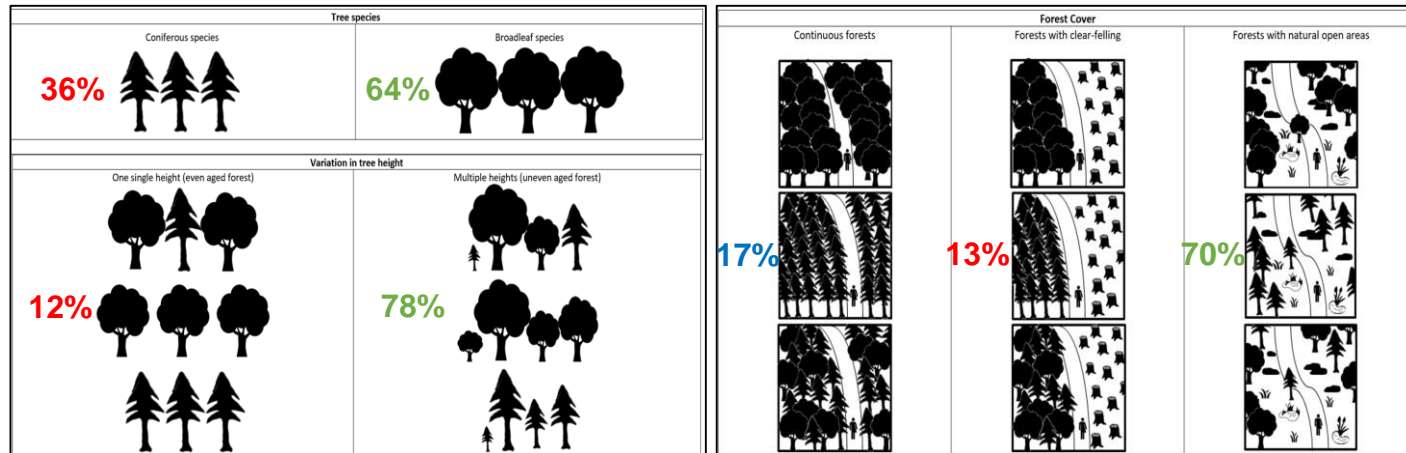 Tree species
Coniferous species
Broadleaf species
36%
64%
Variation in tree height
One single height (even aged forest)
Multiple heights (uneven aged forest)
12%
78%
Forest Cover
Continuous forests
Forests with clear-felling
Forests with natural open areas
17%
13%
70%